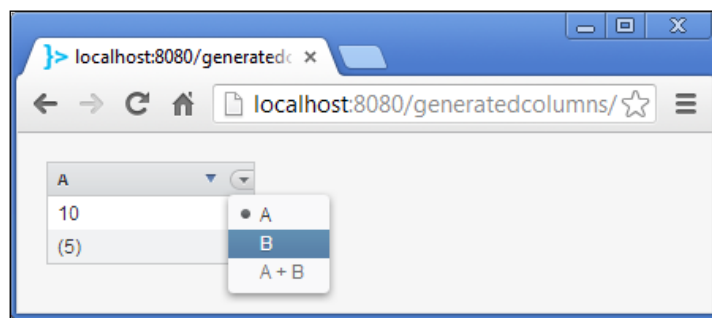 localhost:8080/generatedc
localhost:8080/generatedcolumns/
A
10
(5)
A
B
A + B